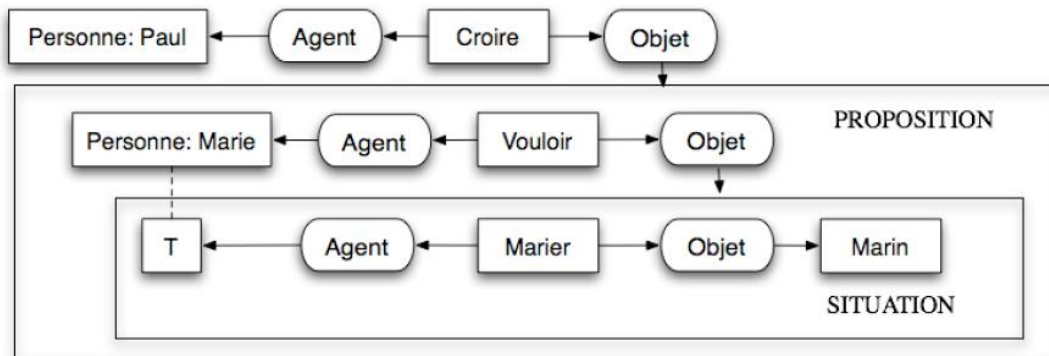 Personne: Paul Agent Croire Objet
PROPOSITION
Personne: Marie Agent Vouloir Objet
T Agent Marier Objet Marin
SITUATION